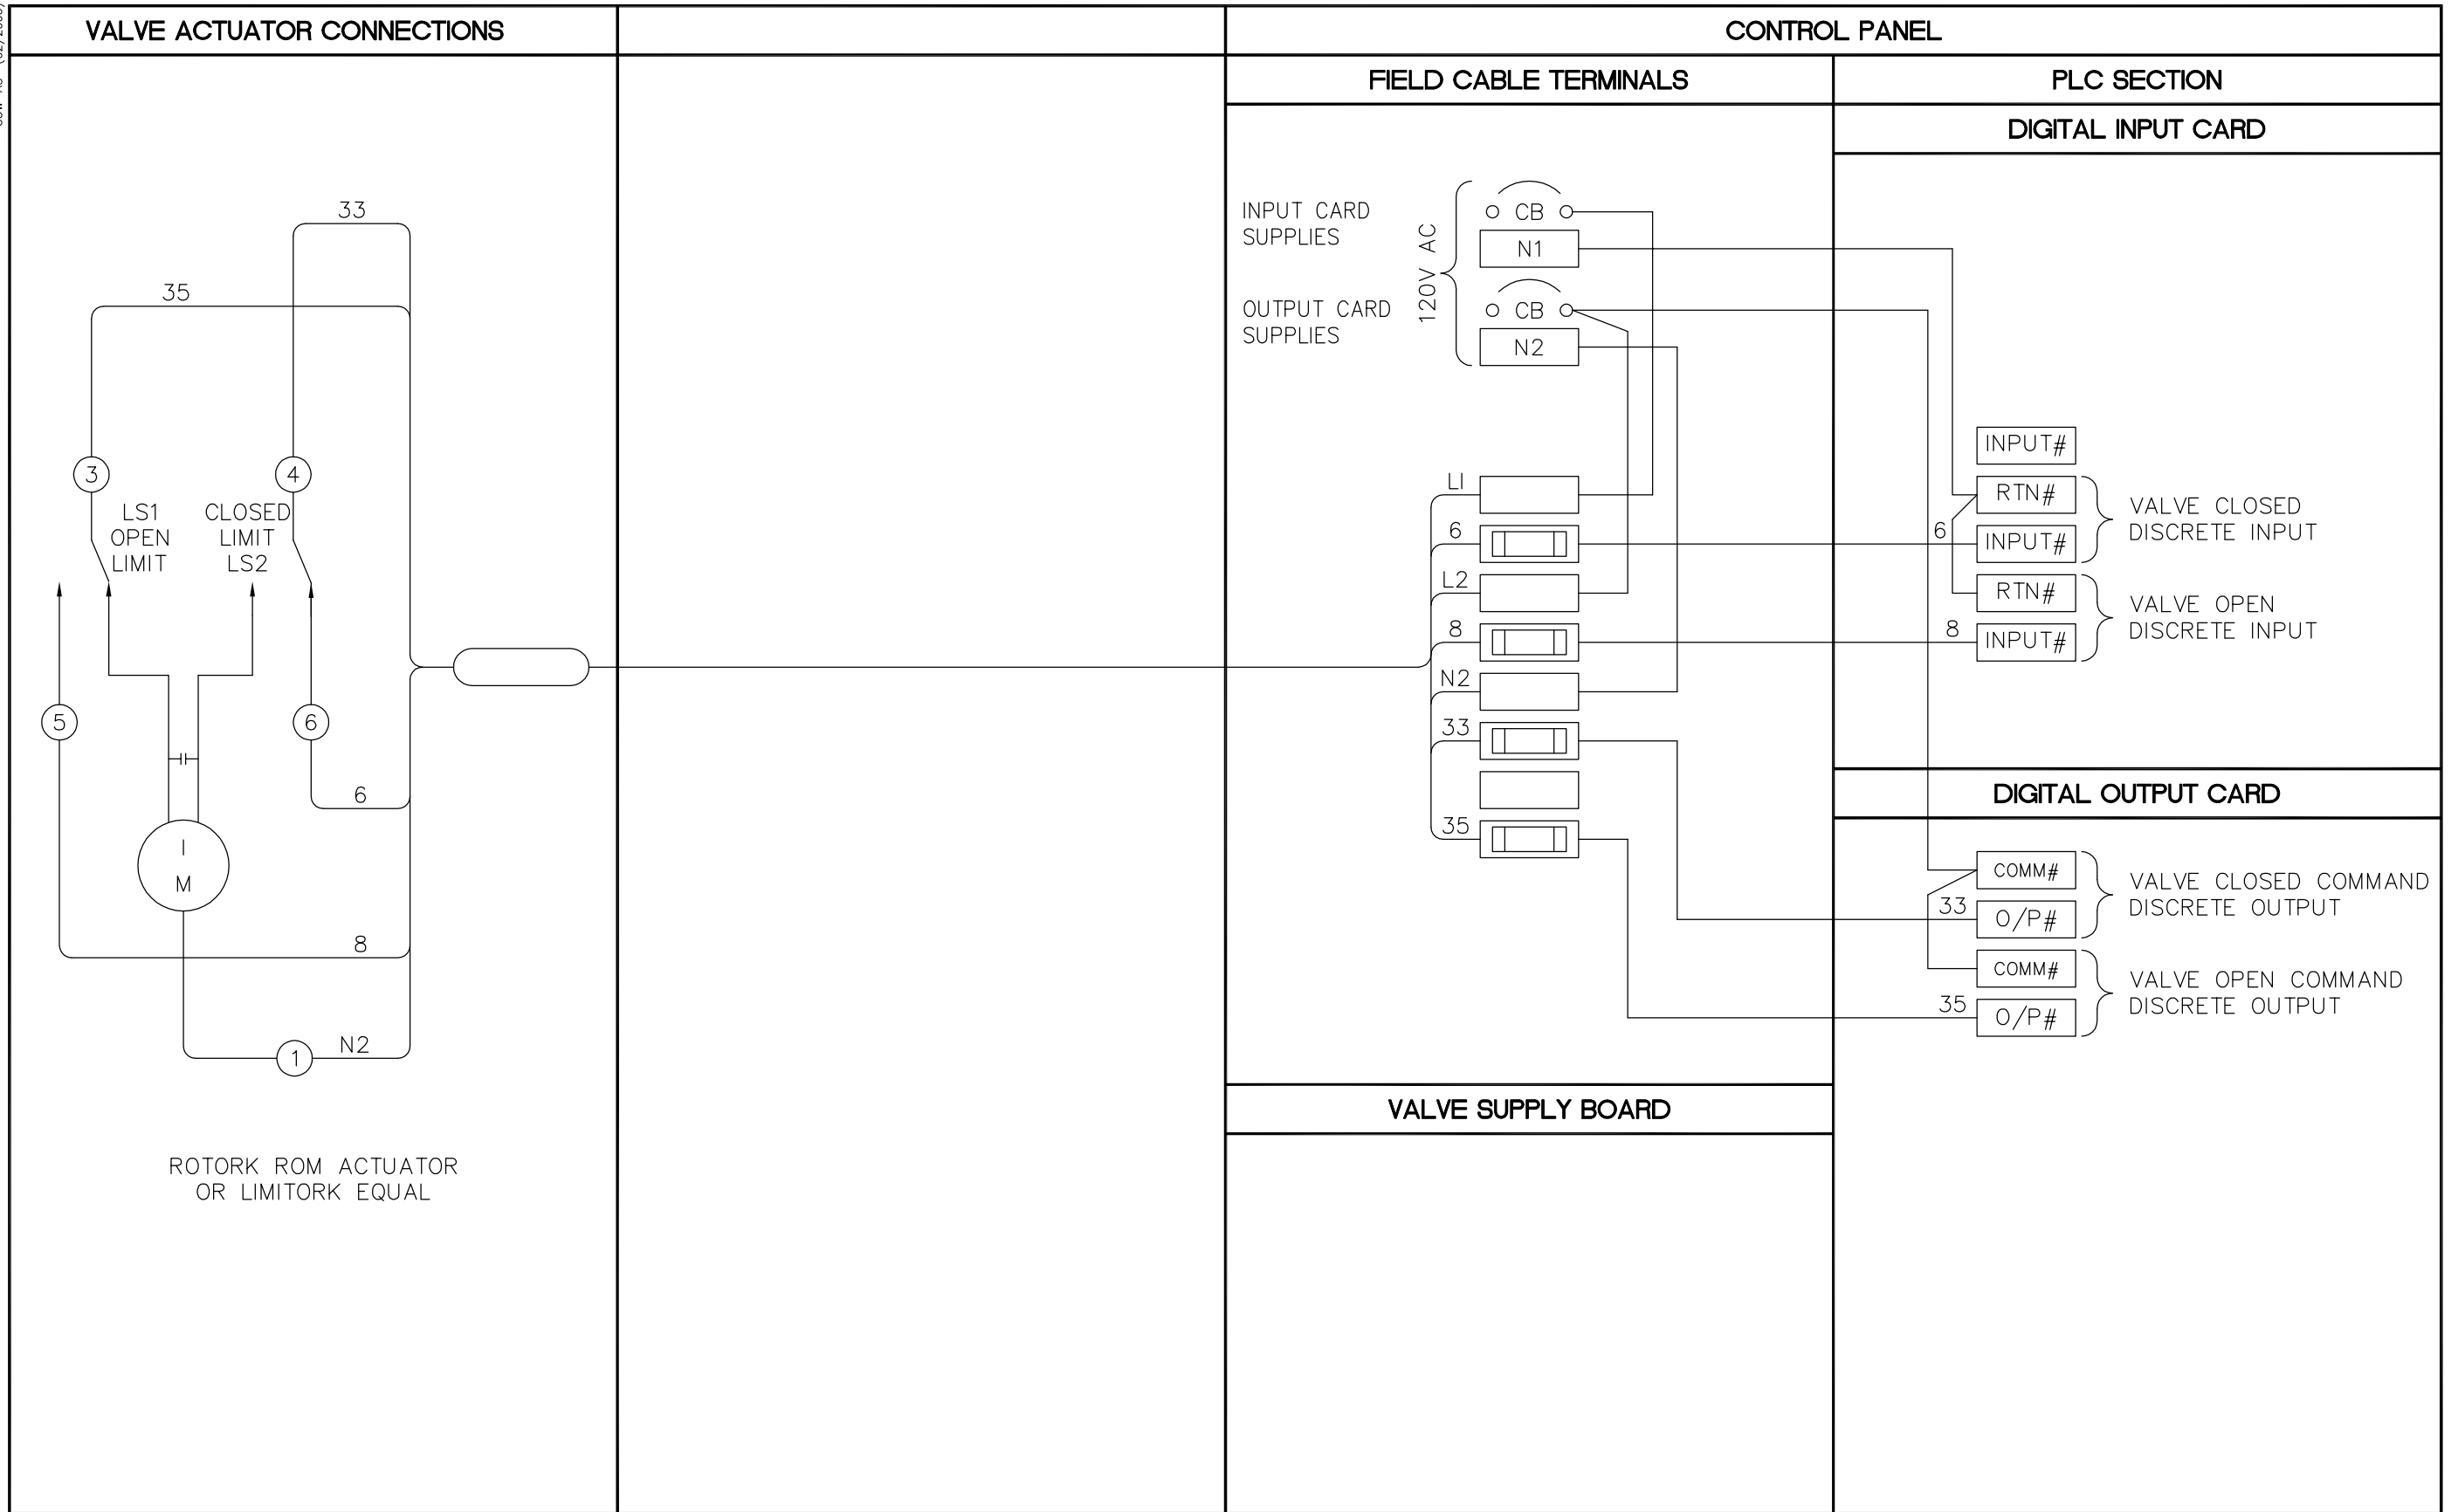 VALVE ACTUATOR CONNECTIONS
CONTROL PANEL
FIELD CABLE TERMINALS
PLC SECTION
DIGITAL INPUT CARD
33
35
3
4
LS1
OPEN
LIMIT
CLOSED
LIMIT
LS2
5
6
6
I
M
8
1
N2
ROTORK ROM ACTUATOR
OR LIMITORK EQUAL
INPUT CARD
SUPPLIES
OUTPUT CARD
SUPPLIES
120V AC
CB
N1
CB
N2
LI
6
L2
8
N2
33
35
VALVE SUPPLY BOARD
INPUT#
RTN#
6
INPUT#
VALVE CLOSED
DISCRETE INPUT
RTN#
8
INPUT#
VALVE OPEN
DISCRETE INPUT
DIGITAL OUTPUT CARD
COMM#
33
O/P#
VALVE CLOSED COMMAND
DISCRETE OUTPUT
COMM#
35
O/P#
VALVE OPEN COMMAND
DISCRETE OUTPUT